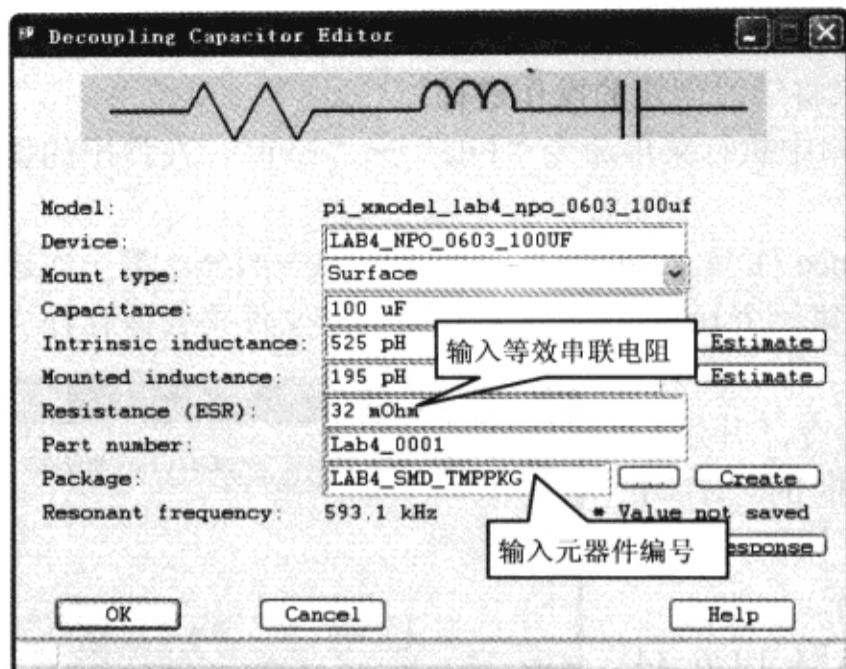 Decoupling Capacitor Editor
Model: pi_xmodel_lab4_npo_0603_100uf
Device: LAB4_NPO_0603_100UF
Mount type: Surface
Capacitance: 100 uF
Intrinsic inductance: 525 pH Estimate
输入等效串联电阻
Mounted inductance: 195 pH Estimate
Resistance (ESR): 32 mOhm
Part number: Lab4_0001
Package: LAB4_SMD_TMPPKG ... Create
Resonant frequency: 593.1 kHz * Value not saved
输入元器件编号
OK Cancel Help